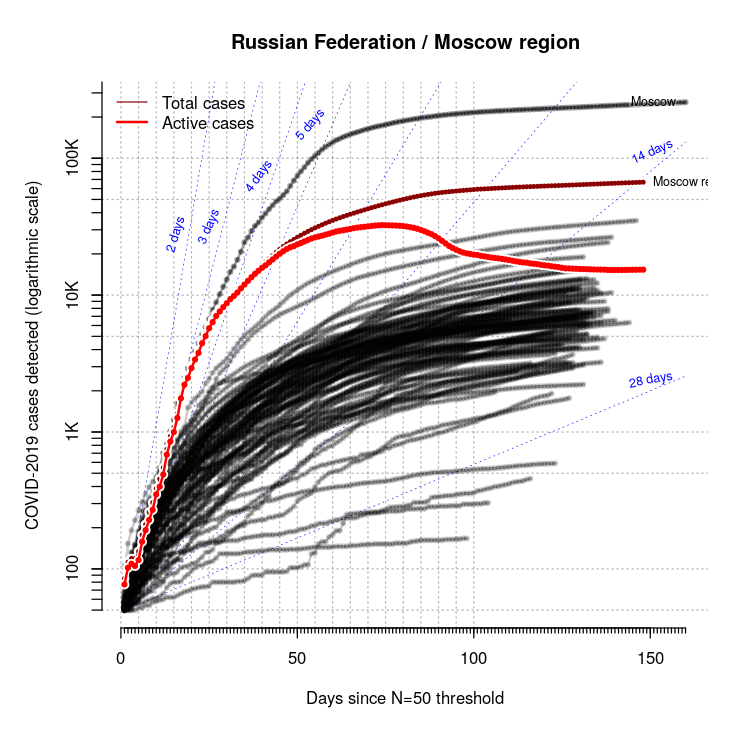 Russian Federation / Moscow region
Total cases
Active cases
Moscow
Moscow re
2 days
3 days
4 days
5 days
14 days
28 days
COVID-2019 cases detected (logarithmic scale)
100K
10K
1K
100
0 50 100 150
Days since N=50 threshold